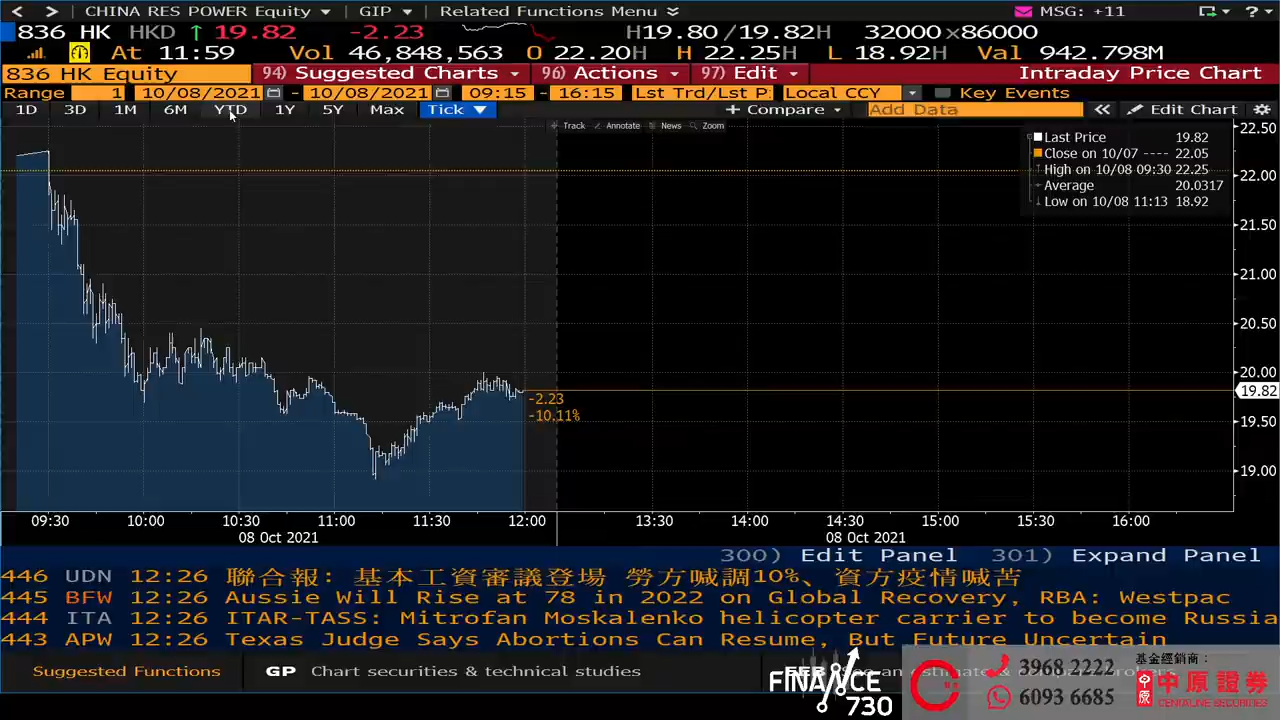 CHINA RES POWER Equity GIP Related Functions Menu MSG: +11 ?
836 HK HKD 19.82 -2.23 H19.80 / 19.82H 32000 x 86000
At 11:59 Vol 46,848,563 O 22.20H H 22.25H L 18.92H Val 942.798M
836 HK Equity 94) Suggested Charts 96) Actions 97) Edit Intraday Price Chart
Range 1 10/08/2021 - 10/08/2021 09:15 - 16:15 Lst Trd/Lst P Local CCY Key Events
1D 3D 1M 6M YTD 1Y 5Y Max Tick + Compare Add Data « Edit Chart
Track Annotate News Zoom
Last Price 19.82
Close on 10/07 ---- 22.05
High on 10/08 09:30 22.25
Average 20.0317
Low on 10/08 11:13 18.92
22.50
22.00
21.50
21.00
20.50
20.00
19.82
19.50
19.00
-2.23
-10.11%
09:30 10:00 10:30 11:00 11:30 12:00 13:30 14:00 14:30 15:00 15:30 16:00
08 Oct 2021 08 Oct 2021
300) Edit Panel 301) Expand Panel
446 UDN 12:26 聯合報: 基本工資審議登場 勞方喊調10%、資方疫情喊苦
445 BFW 12:26 Aussie Will Rise at 78 in 2022 on Global Recovery, RBA: Westpac
444 ITA 12:26 ITAR-TASS: Mitrofan Moskalenko helicopter carrier to become Russia
443 APW 12:26 Texas Judge Says Abortions Can Resume, But Future Uncertain
Suggested Functions GP Chart securities & technical studies
FINANCE
730
3968 2222
6093 6685
基金經銷商：
中原證券
CENTALINE SECURITIES